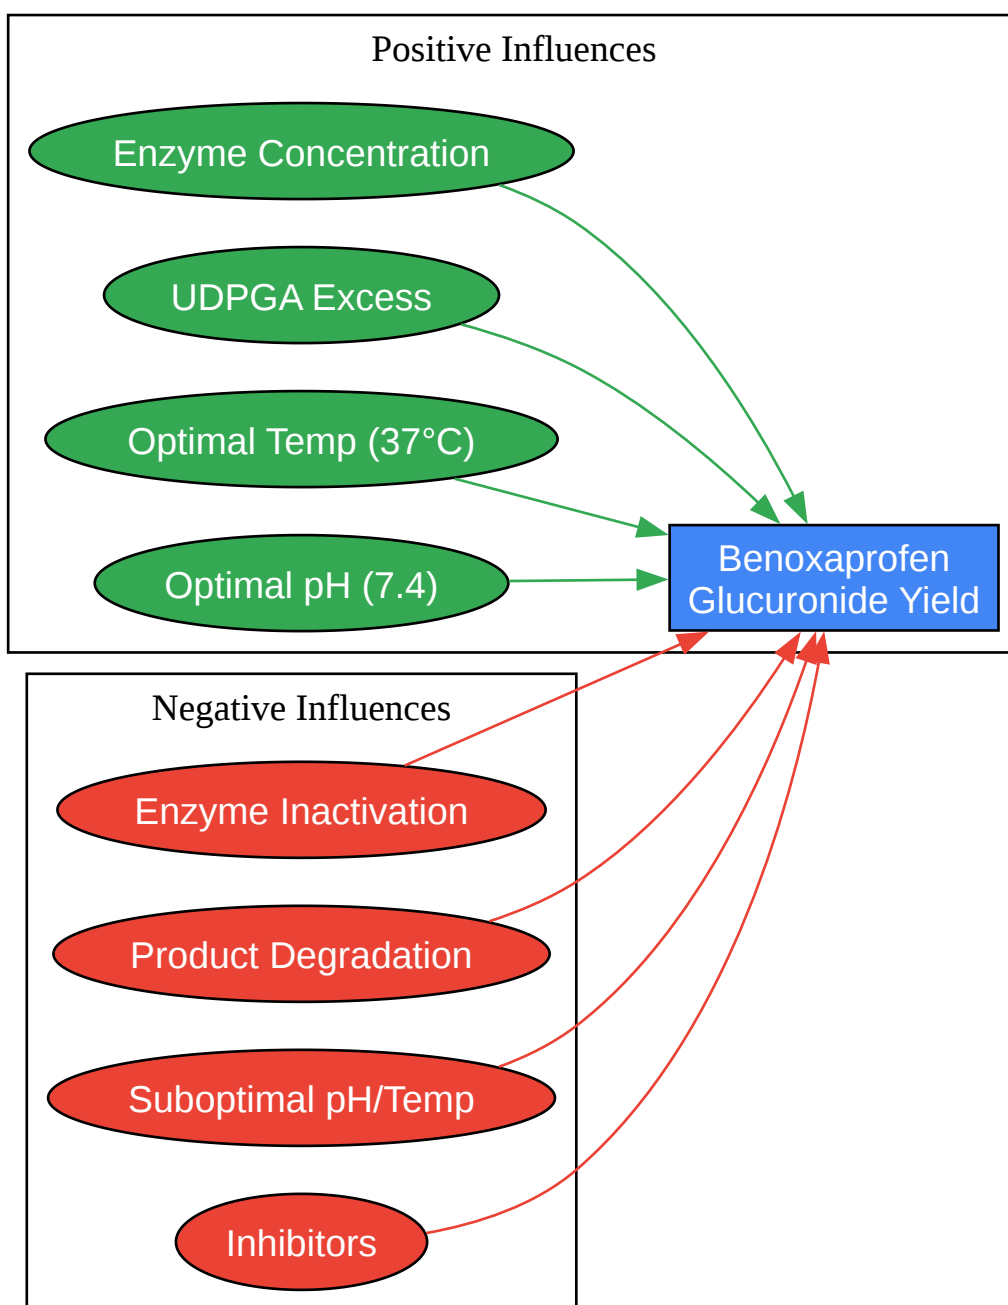 Positive Influences
Enzyme Concentration
UDPGA Excess
Optimal Temp (37°C)
Optimal pH (7.4)
Benoxaprofen
Glucuronide Yield
Negative Influences
Enzyme Inactivation
Product Degradation
Suboptimal pH/Temp
Inhibitors